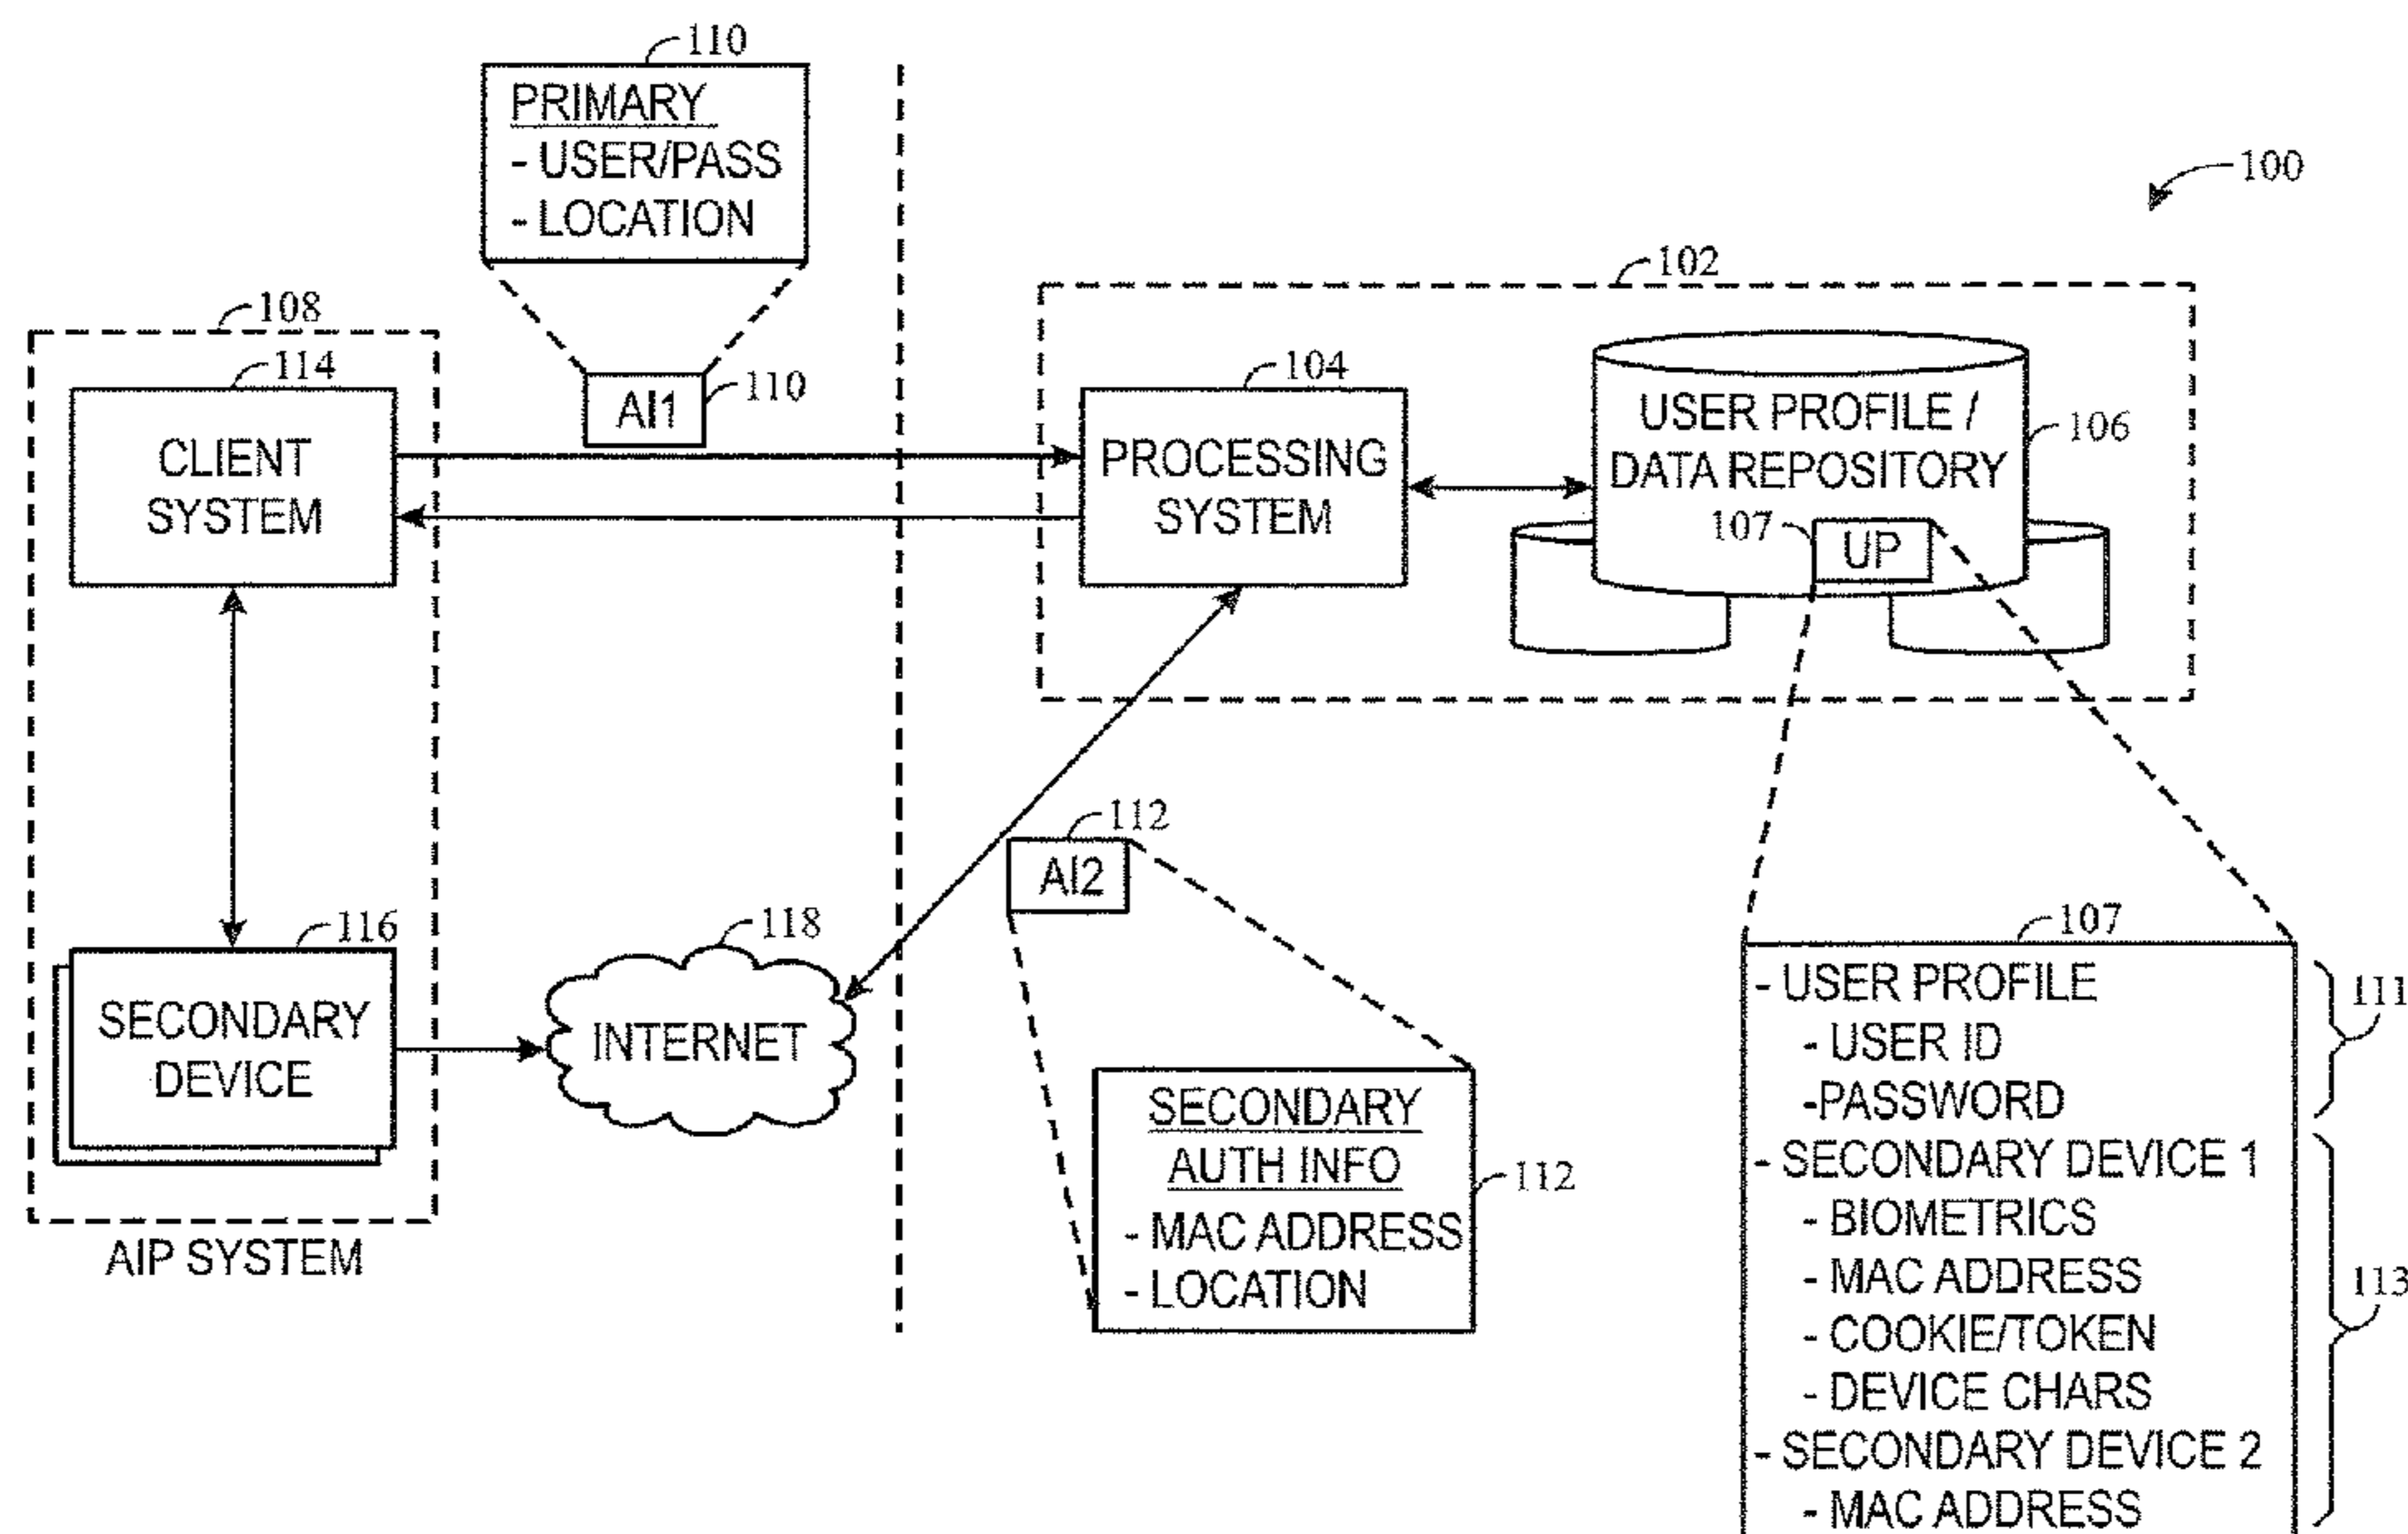 110
PRIMARY
- USER/PASS
- LOCATION
100
102
108
114
CLIENT
SYSTEM
AI1
110
104
PROCESSING
SYSTEM
USER PROFILE /
DATA REPOSITORY
106
107
UP
112
AI2
116
SECONDARY
DEVICE
118
INTERNET
AIP SYSTEM
SECONDARY
AUTH INFO
- MAC ADDRESS
- LOCATION
112
107
- USER PROFILE
- USER ID
-PASSWORD
111
- SECONDARY DEVICE 1
- BIOMETRICS
- MAC ADDRESS
- COOKIE/TOKEN
- DEVICE CHARS
- SECONDARY DEVICE 2
- MAC ADDRESS
113